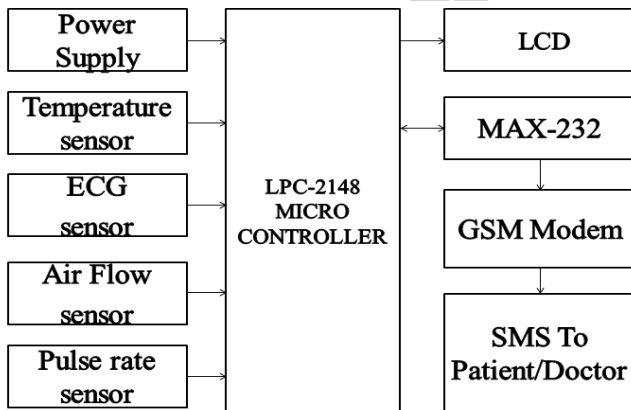 Power
Supply
Temperature
sensor
ECG
sensor
Air Flow
sensor
Pulse rate
sensor
LPC-2148
MICRO
CONTROLLER
LCD
MAX-232
GSM Modem
SMS To
Patient/Doctor